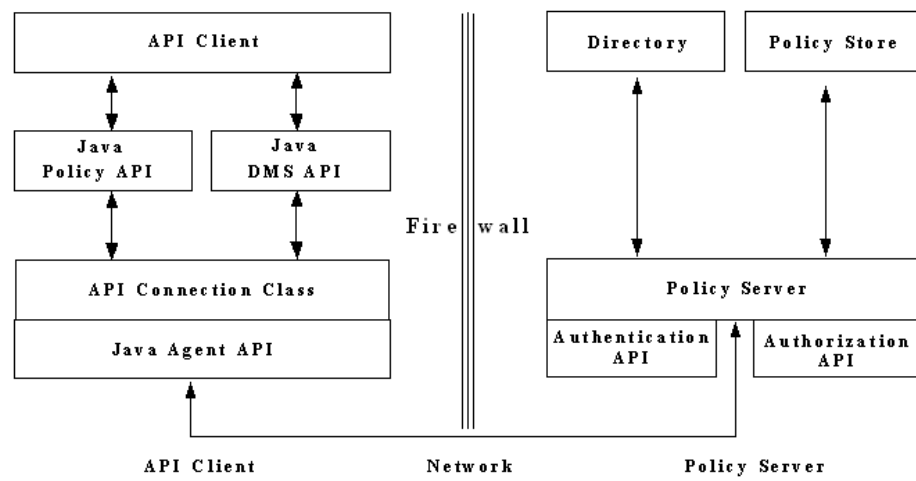 API Client
Directory
Policy Store
Java
Policy API
Java
DMS API
Fire wall
API Connection Class
Policy Server
Java Agent API
Authentication
API
Authorization
API
API Client
Network
Policy Server